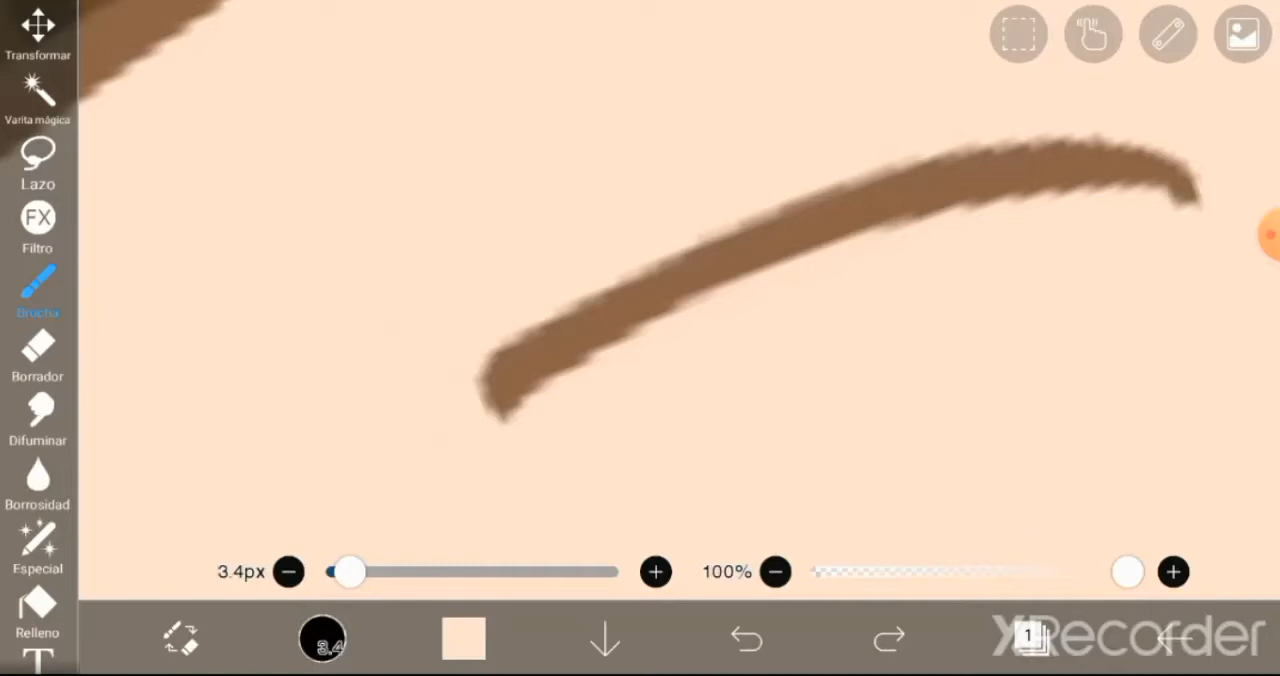 Transformar
Varita mágica
Lazo
FX
Filtro
Brocha
Borrador
Difuminar
Borrosidad
Especial
Relleno
T
3.4px
100%
3.4
1
XRecorder